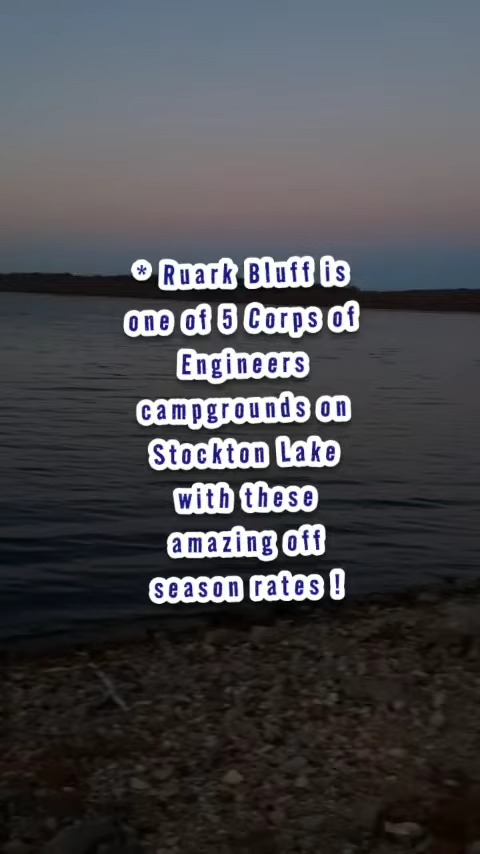 * Ruark Bluff is
one of 5 Corps of
Engineers
campgrounds on
Stockton Lake
with these
amazing off
season rates !